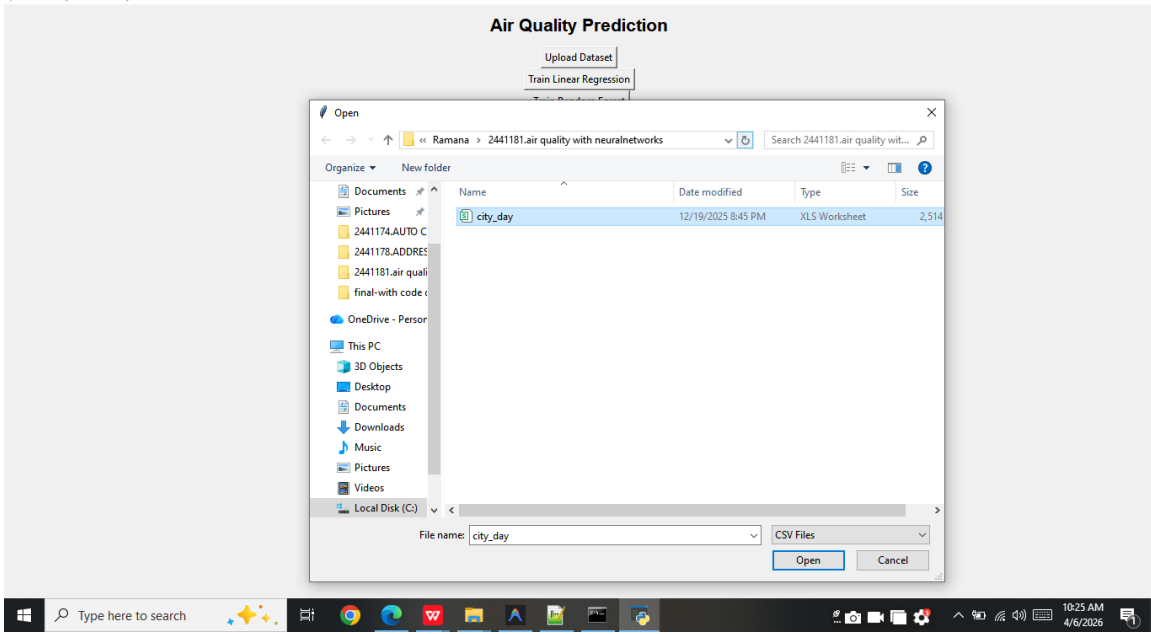 Air Quality Prediction
Upload Dataset
Train Linear Regression
Open
« Ramana > 2441181.air quality with neuralnetworks
Search 2441181.air quality wit...
Organize
New folder
Documents
Pictures
2441174.AUTO C
2441178.ADDRES
2441181.air quali
final-with code
OneDrive - Person
This PC
3D Objects
Desktop
Documents
Downloads
Music
Pictures
Videos
Local Disk (C:)
Name Date modified Type Size
city_day 12/19/2025 8:45 PM XLS Worksheet 2,514
File name: city_day CSV Files
Open Cancel
Type here to search
10:25 AM
4/6/2026